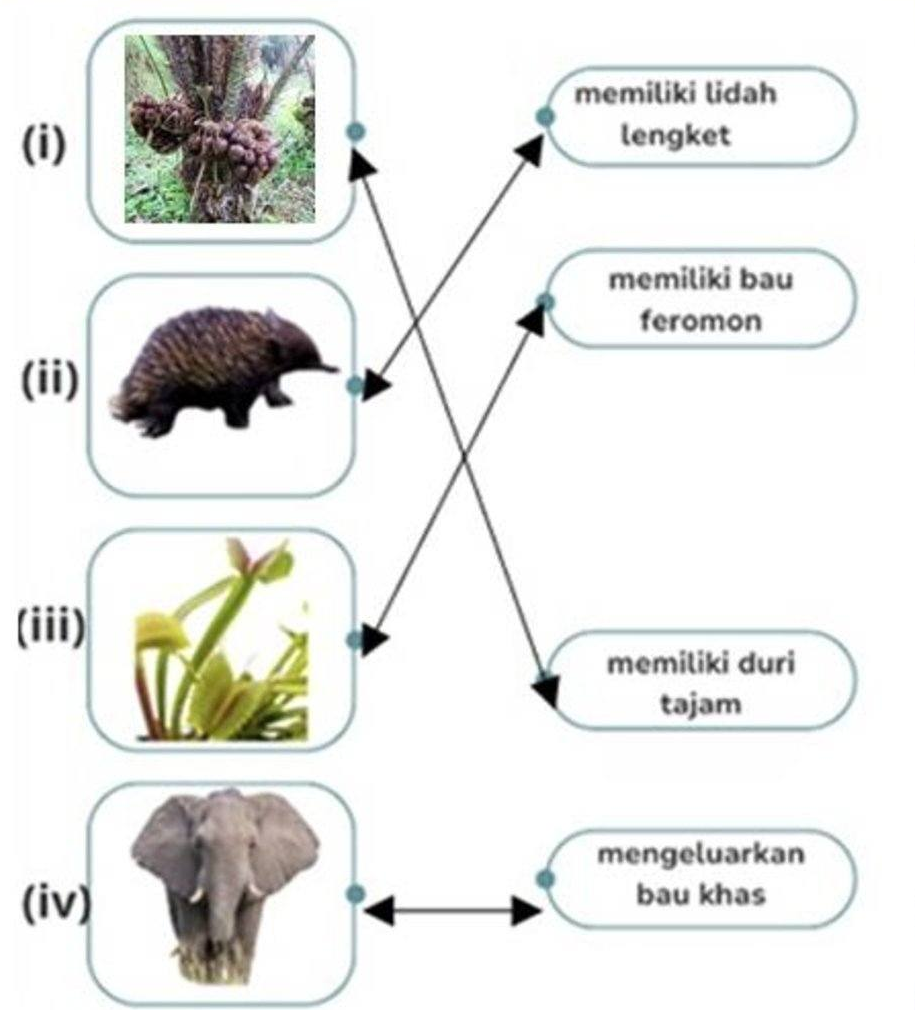 (i)
memiliki lidah
lengket
memiliki bau
feromon
(ii)
(iii)
memiliki duri
tajam
(iv)
mengeluarkan
bau khas